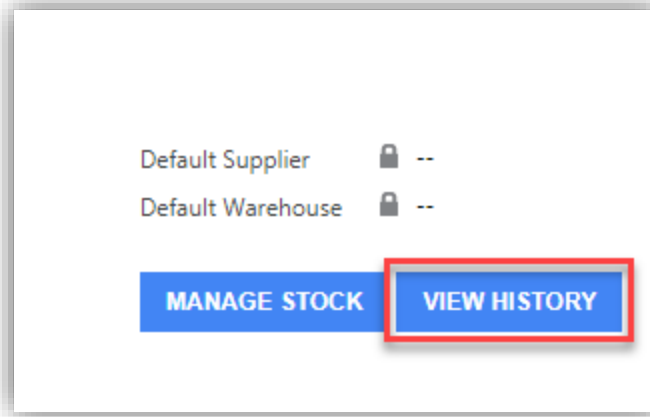 Default Supplier --
Default Warehouse --
MANAGE STOCK VIEW HISTORY